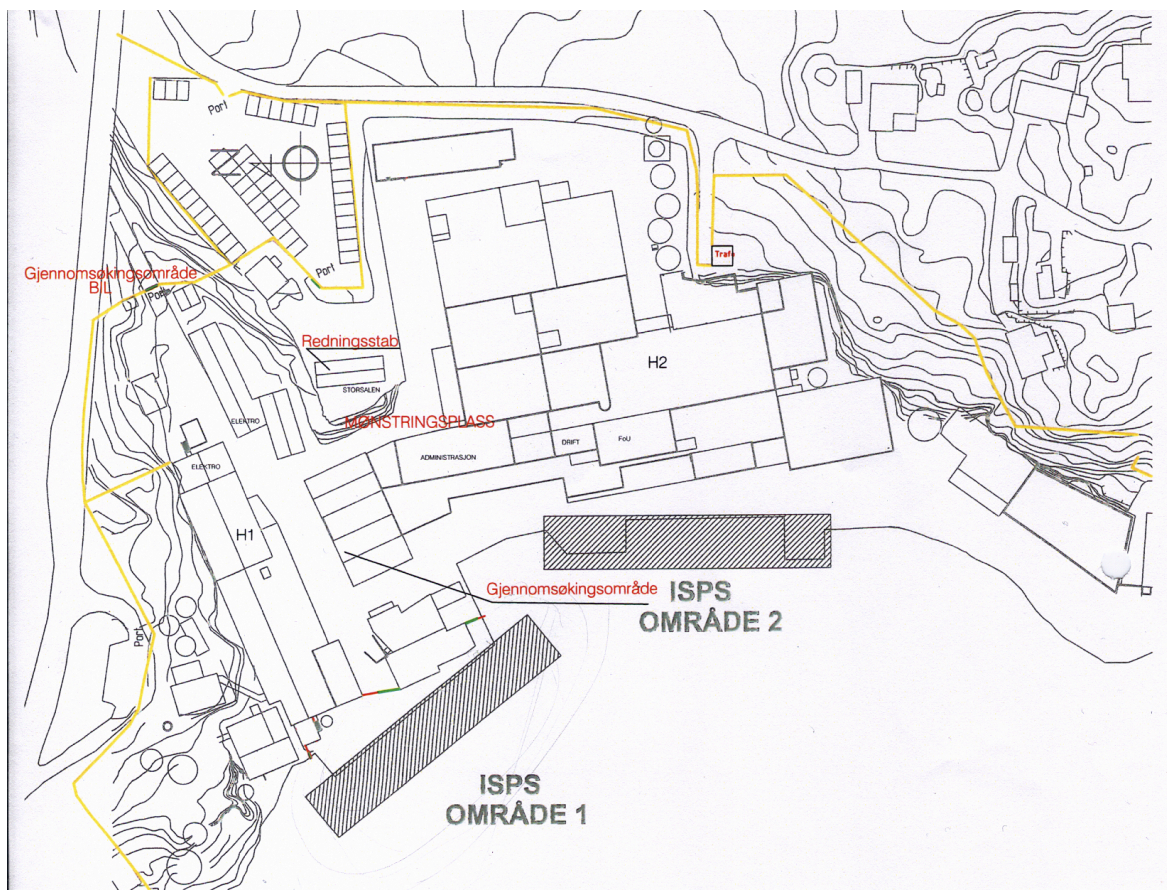 Port
Gjennomsøkingsområde
BIL
Port
Port
Trafo
Redningsstab
STORSALEN
MØNSTRINGSPLASS
ELEKTRO
H2
DRIFT
FoU
ADMINISTRASJON
ELEKTRO
H1
Gjennomsøkingsområde
ISPS
OMRÅDE 2
Port
ISPS
OMRÅDE 1